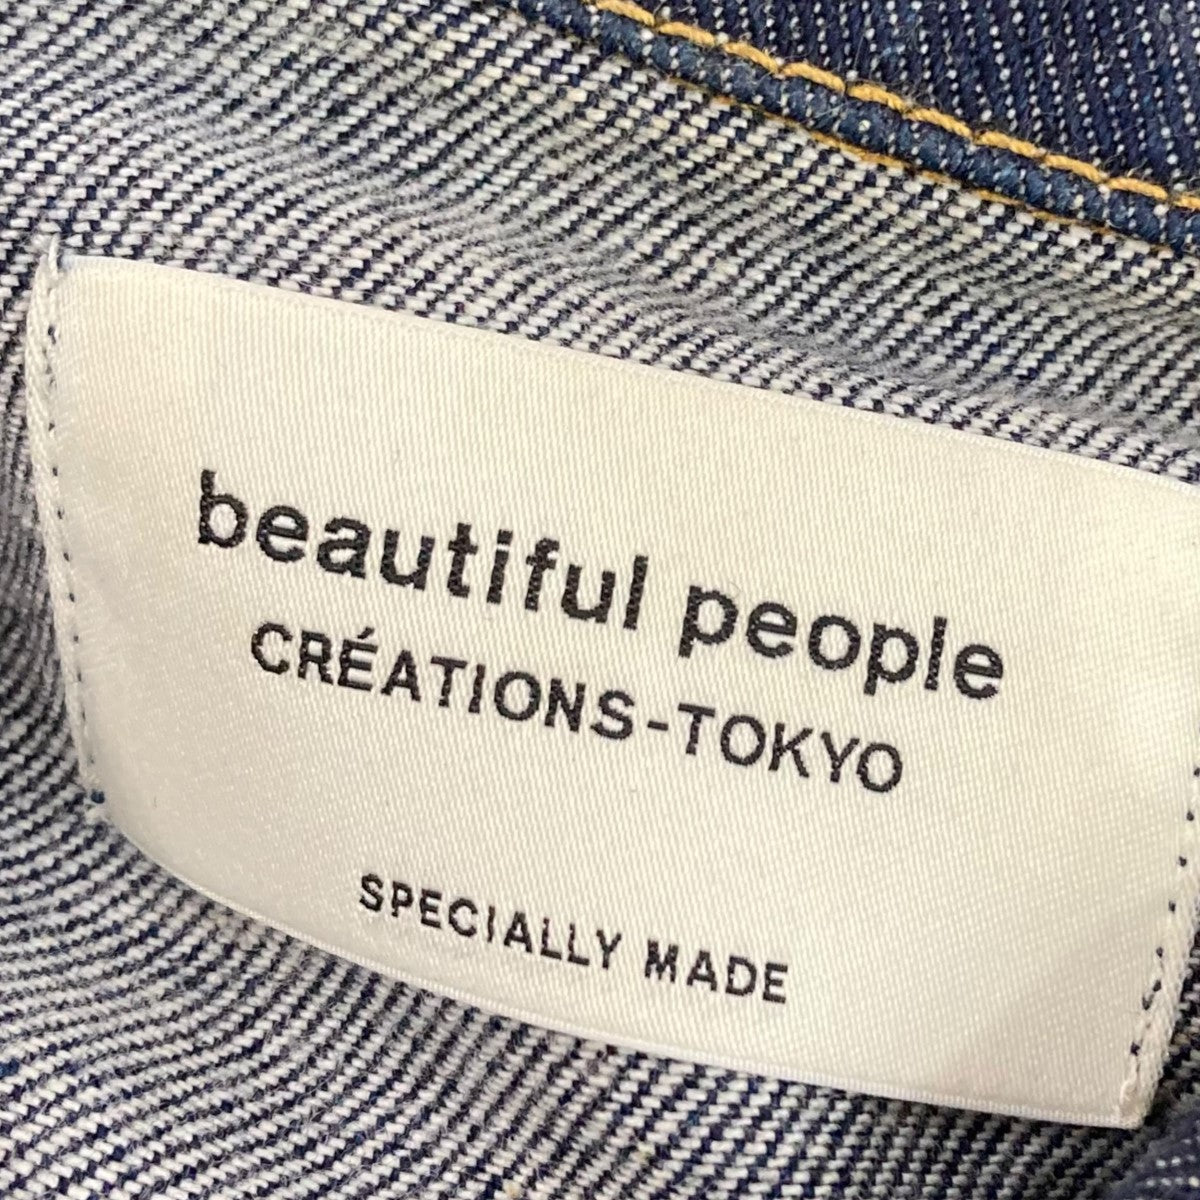 beautiful people
CRÉATIONS-TOKYO
SPECIALLY MADE